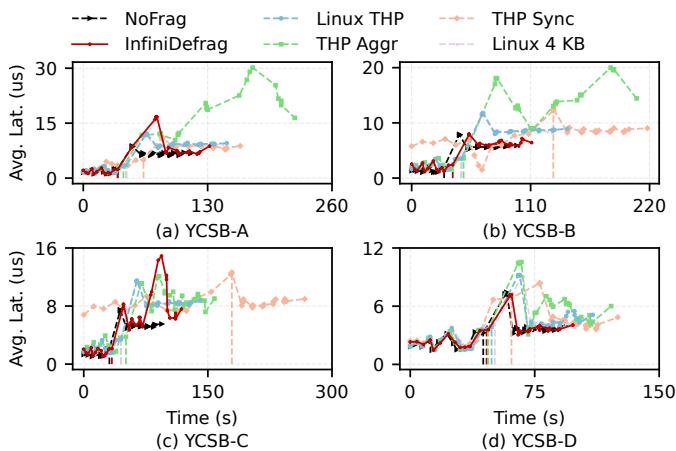 NoFrag Linux THP THP Sync
InfiniDefrag THP Aggr Linux 4 KB
Avg. Lat. (us)
30
15
0
0 130 260
(a) YCSB-A
20
10
0
0 110 220
(b) YCSB-B
Avg. Lat. (us)
16
8
0
0 150 300
Time (s)
(c) YCSB-C
12
6
0
0 75 150
Time (s)
(d) YCSB-D